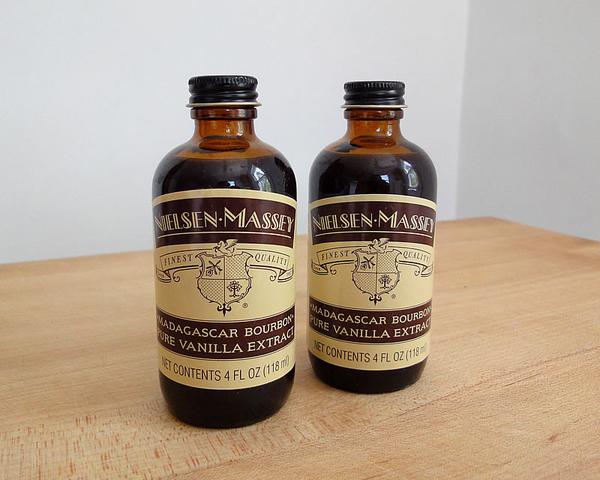 NIELSEN·MASSEY
FINEST QUALITY
®
·MADAGASCAR BOURBON·
PURE VANILLA EXTRACT
NET CONTENTS 4 FL OZ (118 ml)
NIELSEN·MASSEY
FINEST QUALITY
®
·MADAGASCAR BOURBON·
PURE VANILLA EXTRACT
NET CONTENTS 4 FL OZ (118 ml)